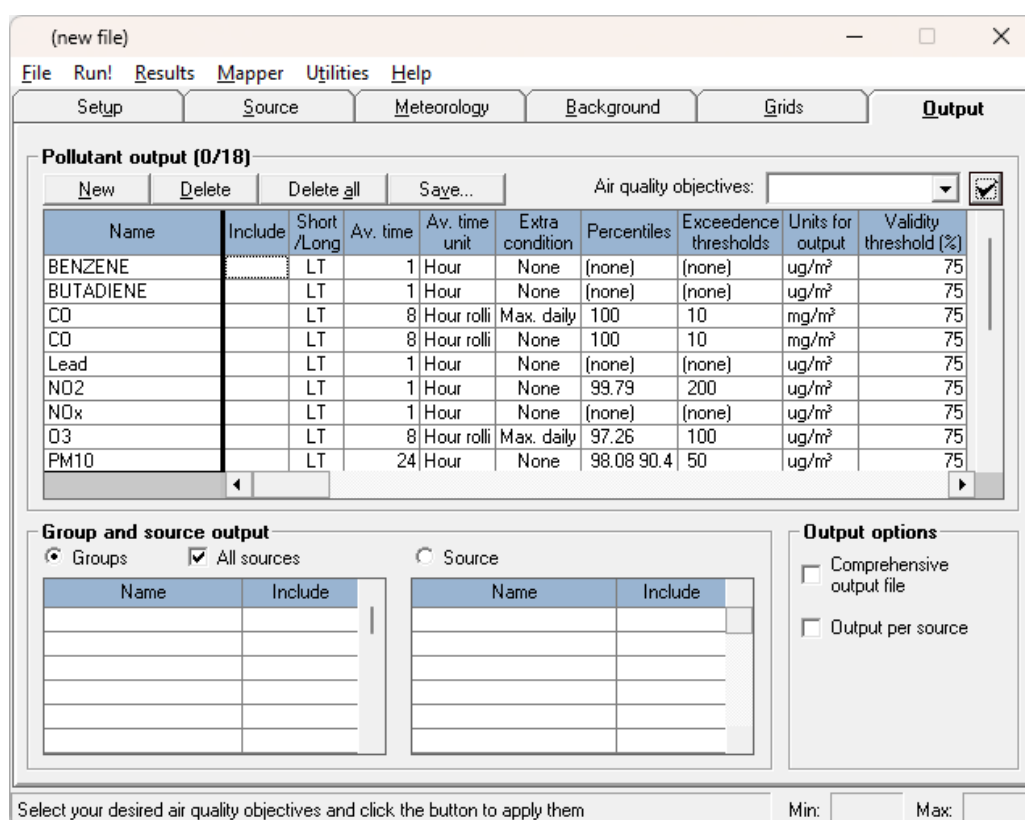 (new file)
File Run! Results Mapper Utilities Help
Setup Source Meteorology Background Grids Output
Pollutant output (0/18)
New Delete Delete all Save... Air quality objectives:
Name Include Short /Long Av. time Av. time unit Extra condition Percentiles Exceedence thresholds Units for output Validity threshold (%)
BENZENE LT 1 Hour None (none) (none) ug/m³ 75
BUTADIENE LT 1 Hour None (none) (none) ug/m³ 75
CO LT 8 Hour rolli Max. daily 100 10 mg/m³ 75
CO LT 8 Hour rolli Max. daily 100 10 mg/m³ 75
Lead LT 1 Hour None (none) (none) ug/m³ 75
NO2 LT 1 Hour None 99.79 200 ug/m³ 75
NOx LT 1 Hour None (none) (none) ug/m³ 75
O3 LT 8 Hour rolli Max. daily 97.26 100 ug/m³ 75
PM10 LT 24 Hour None 98.08 90.4 50 ug/m³ 75
Group and source output
Groups All sources Source
Name Include Name Include
Output options
Comprehensive
output file
Output per source
Select your desired air quality objectives and click the button to apply them Min: Max: